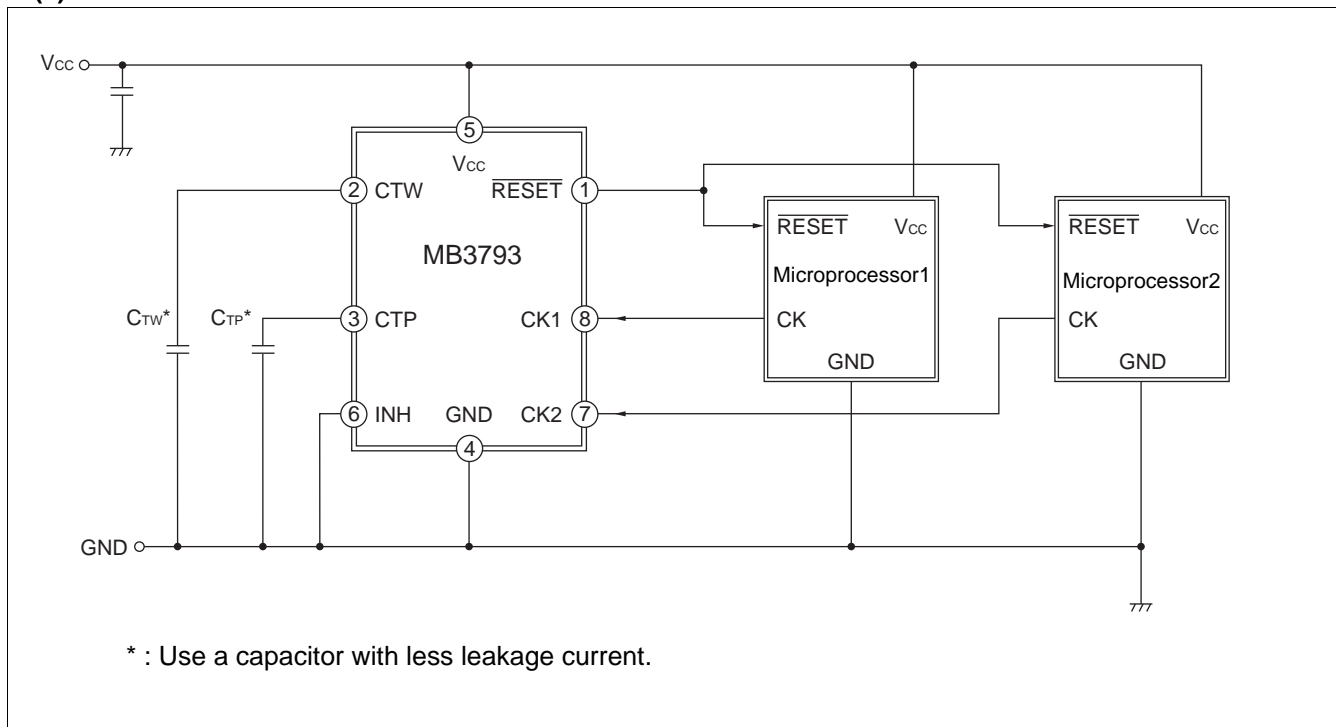 Vcc
5
Vcc
2 CTW
RESET 1
RESET Vcc
RESET Vcc
MB3793
Microprocessor1
Microprocessor2
CTW*
CTP*
3 CTP
CK1 8
CK
CK
GND
GND
6 INH
GND
CK2 7
4
GND
* : Use a capacitor with less leakage current.